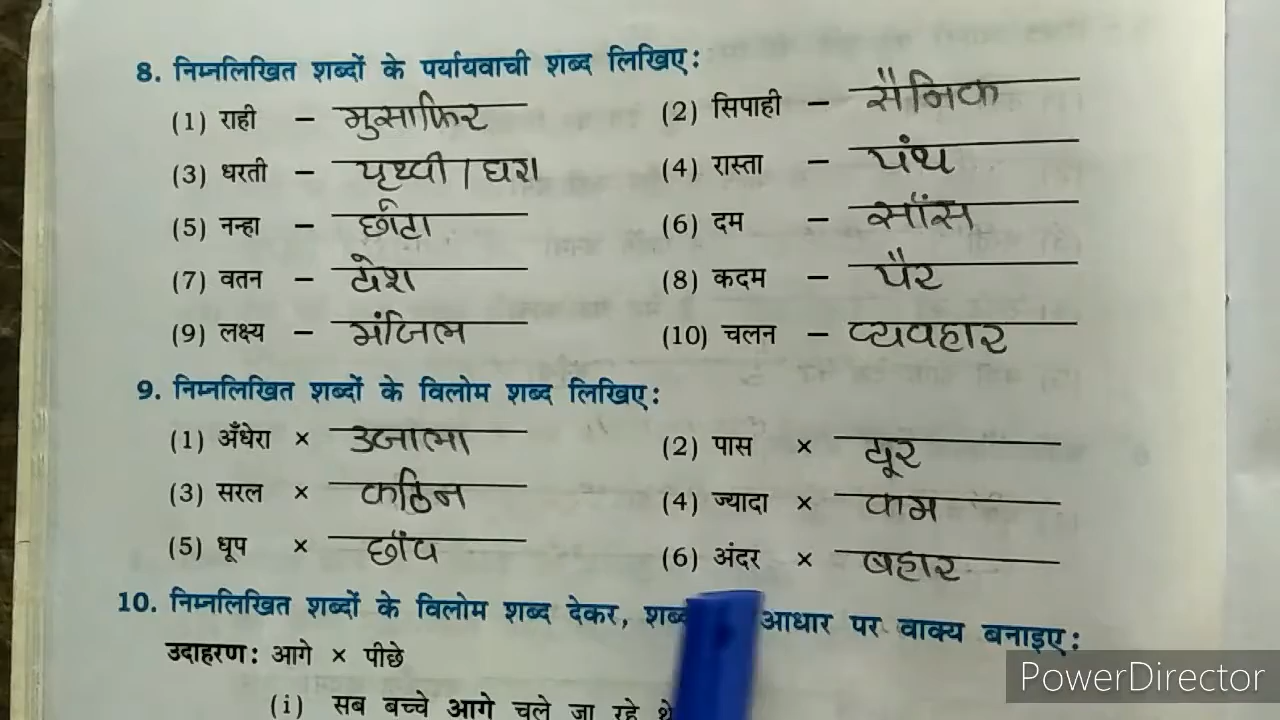 8. निम्नलिखित शब्दों के पर्यायवाची शब्द लिखिए:
(1) राही – मुसाफिर (2) सिपाही – सैनिक
(3) धरती – पृथ्वी / धरा (4) रास्ता – पंथ
(5) नन्हा – छोटा (6) दम – साँस
(7) वतन – देश (8) कदम – पैर
(9) लक्ष्य – मंजिल (10) चलन – व्यवहार
9. निम्नलिखित शब्दों के विलोम शब्द लिखिए:
(1) अँधेरा × उजाला (2) पास × दूर
(3) सरल × कठिन (4) ज्यादा × काम
(5) धूप × छाँव (6) अंदर × बहार
10. निम्नलिखित शब्दों के विलोम शब्द देकर, आधार पर वाक्य बनाइए:
उदाहरण: आगे × पीछे
(i) सब बच्चे आगे चले जा रहे थे
PowerDirector